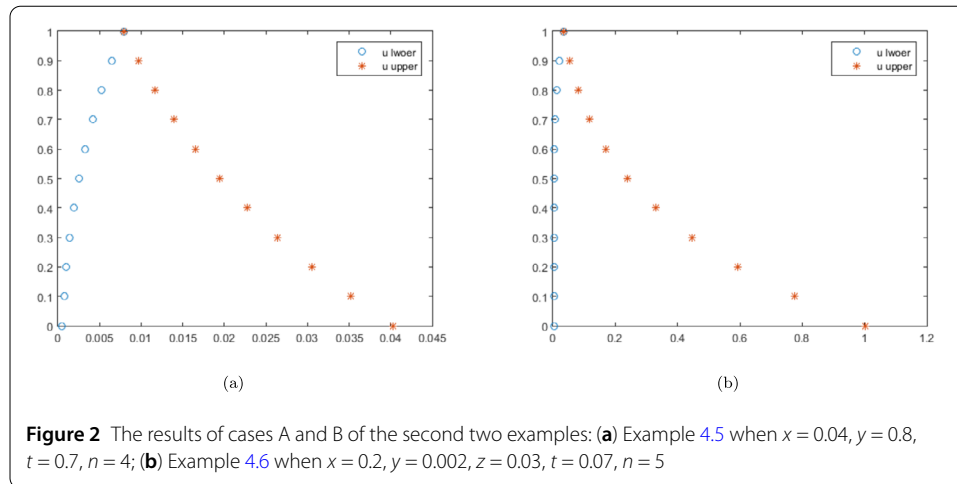 1
0.9
0.8
0.7
0.6
0.5
0.4
0.3
0.2
0.1
0
0 0.005 0.01 0.015 0.02 0.025 0.03 0.035 0.04 0.045
u lwoer
u upper
(a)
1
0.9
0.8
0.7
0.6
0.5
0.4
0.3
0.2
0.1
0
0 0.2 0.4 0.6 0.8 1 1.2
u lwoer
u upper
(b)
Figure 2 The results of cases A and B of the second two examples: (a) Example 4.5 when x = 0.04, y = 0.8,
t = 0.7, n = 4; (b) Example 4.6 when x = 0.2, y = 0.002, z = 0.03, t = 0.07, n = 5